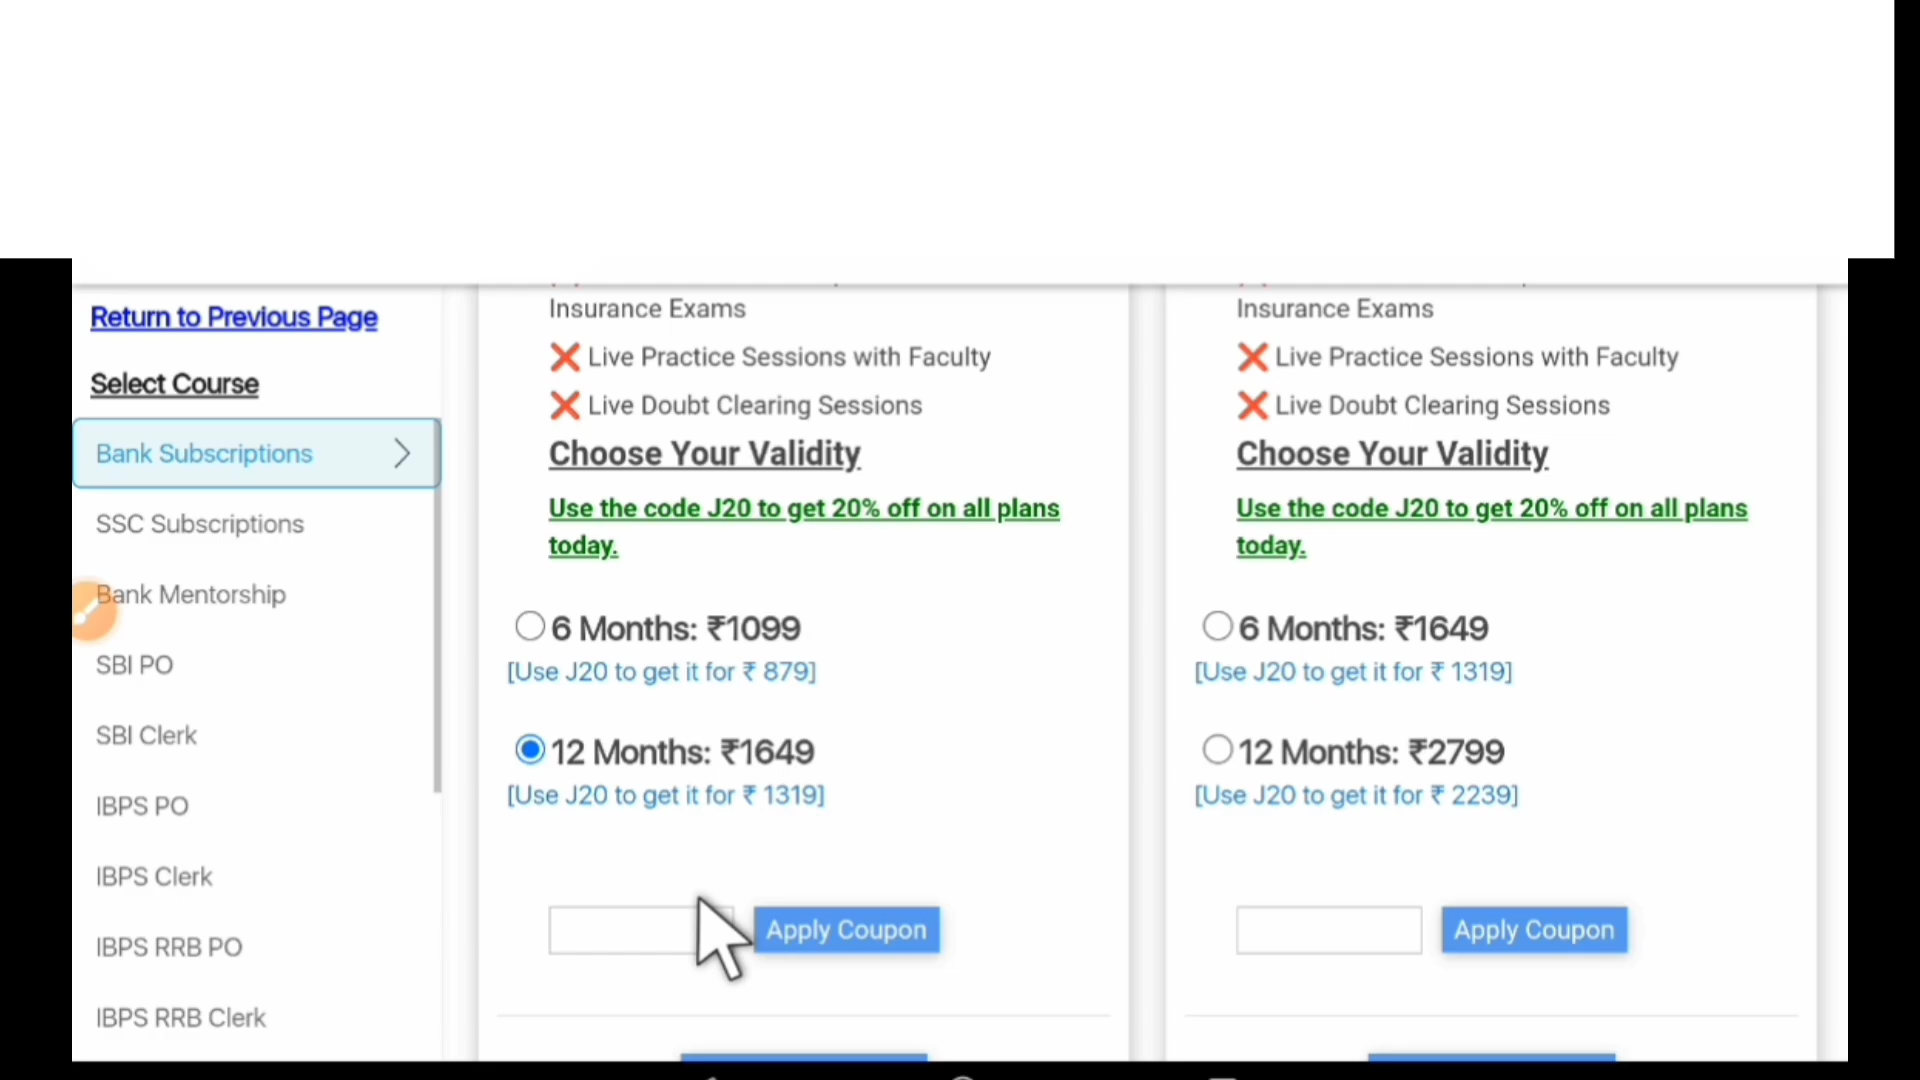 Return to Previous Page
Select Course
Bank Subscriptions
SSC Subscriptions
Bank Mentorship
SBI PO
SBI Clerk
IBPS PO
IBPS Clerk
IBPS RRB PO
IBPS RRB Clerk
Insurance Exams
❌ Live Practice Sessions with Faculty
❌ Live Doubt Clearing Sessions
Choose Your Validity
Use the code J20 to get 20% off on all plans
today.
6 Months: ₹1099
[Use J20 to get it for ₹ 879]
12 Months: ₹1649
[Use J20 to get it for ₹ 1319]
Apply Coupon
Insurance Exams
❌ Live Practice Sessions with Faculty
❌ Live Doubt Clearing Sessions
Choose Your Validity
Use the code J20 to get 20% off on all plans
today.
6 Months: ₹1649
[Use J20 to get it for ₹ 1319]
12 Months: ₹2799
[Use J20 to get it for ₹ 2239]
Apply Coupon